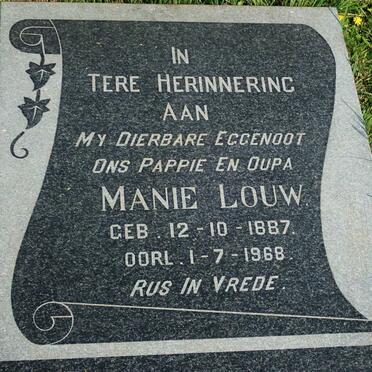 IN
TERE HERINNERING
AAN
MY DIERBARE EGGENOOT
ONS PAPPIE EN OUPA
MANIE LOUW
GEB. 12-10-1887.
OORL. 1-7-1968.
RUS IN VREDE.